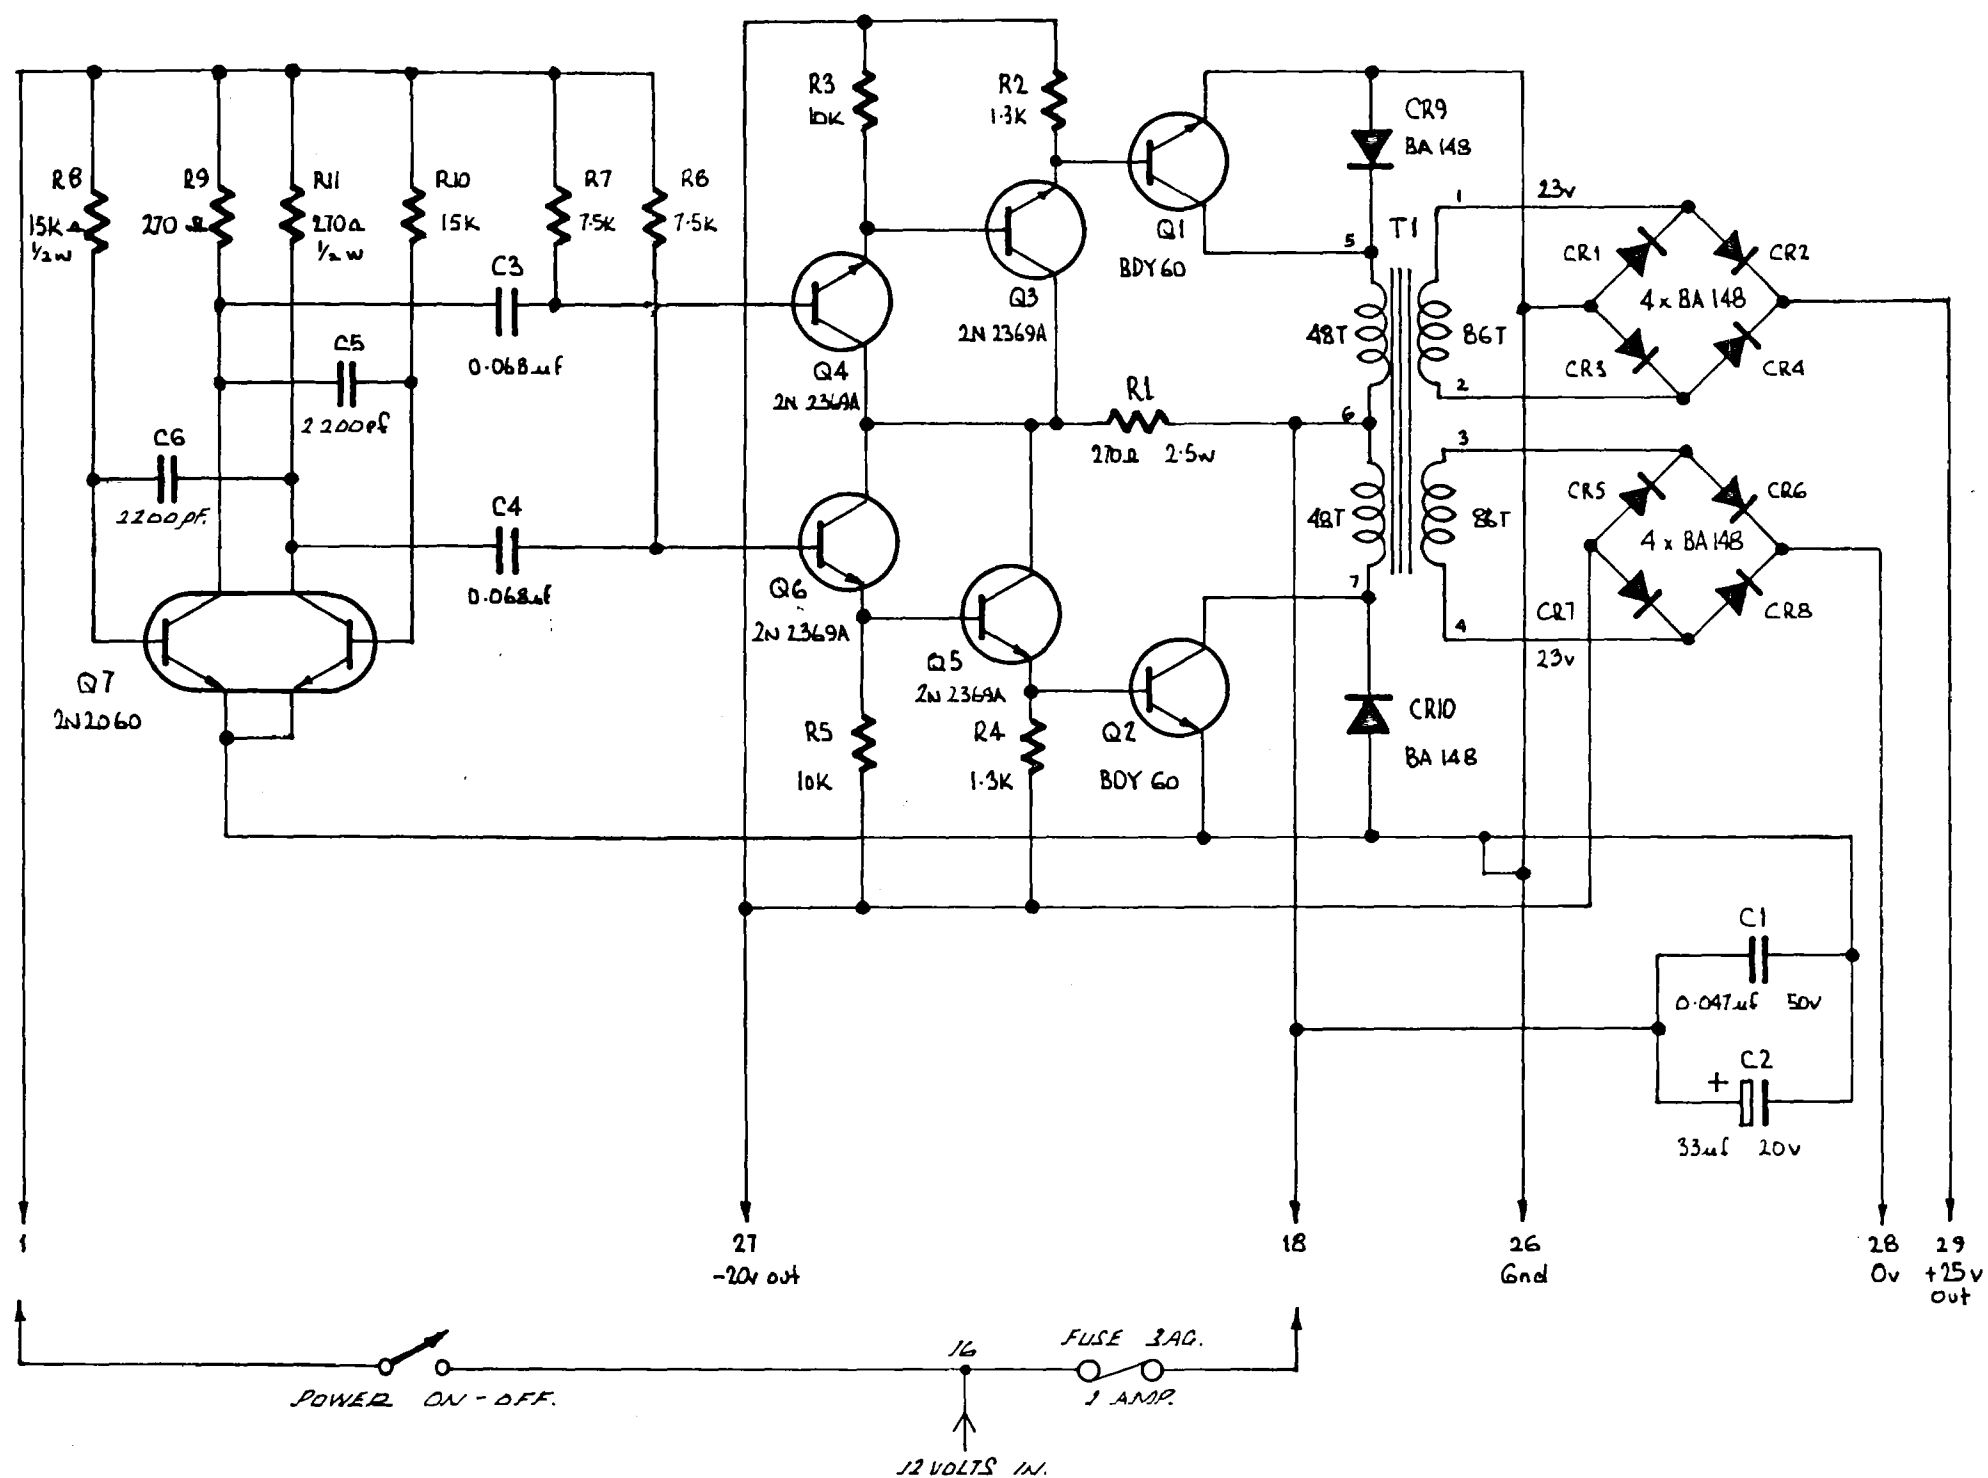 R8
15K Ω
½ W
R9
270 Ω
R11
270Ω
½ W
R10
15K
R7
7.5K
R6
7.5K
R3
10K
R2
1.3K
Q1
BDY 60
CR9
BA 148
5
T1
1
23v
CR1
CR2
4 x BA 148
CR3
CR4
C3
0.068uf
C5
2200pf
C6
2200pF.
C4
0.068uf
Q4
2N 2369A
Q3
2N 2369A
R1
270Ω 2.5w
6
48T
86T
2
3
48T
86T
CR5
CR6
4 x BA 148
CR7
CR8
7
4
23v
Q7
2N2060
Q6
2N 2369A
Q5
2N 2369A
R5
10K
R4
1.3K
Q2
BDY 60
CR10
BA 148
C1
0.047uf 50v
C2
+
33uf 20v
1
27
-20v out
18
26
Gnd
28
0v
29
+25v
Out
POWER ON-OFF.
16
12 VOLTS IN.
FUSE 3AG.
1 AMP.